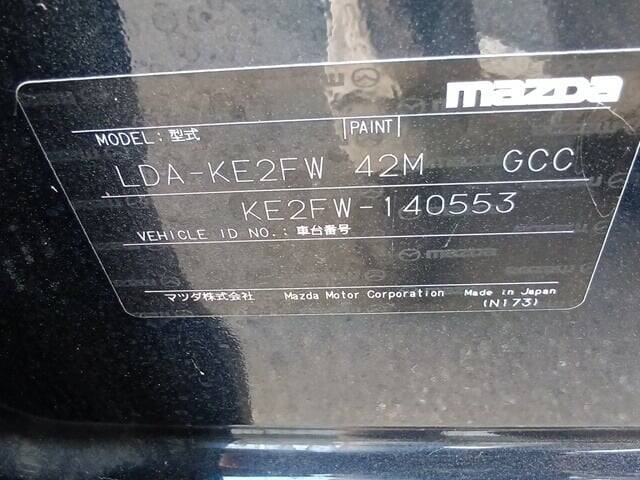 mazda
MODEL: 型式 |PAINT|
LDA-KE2FW 42M GCC
KE2FW-140553
VEHICLE ID NO.: 車台番号
マツダ株式会社 Mazda Motor Corporation Made in Japan
(N173)